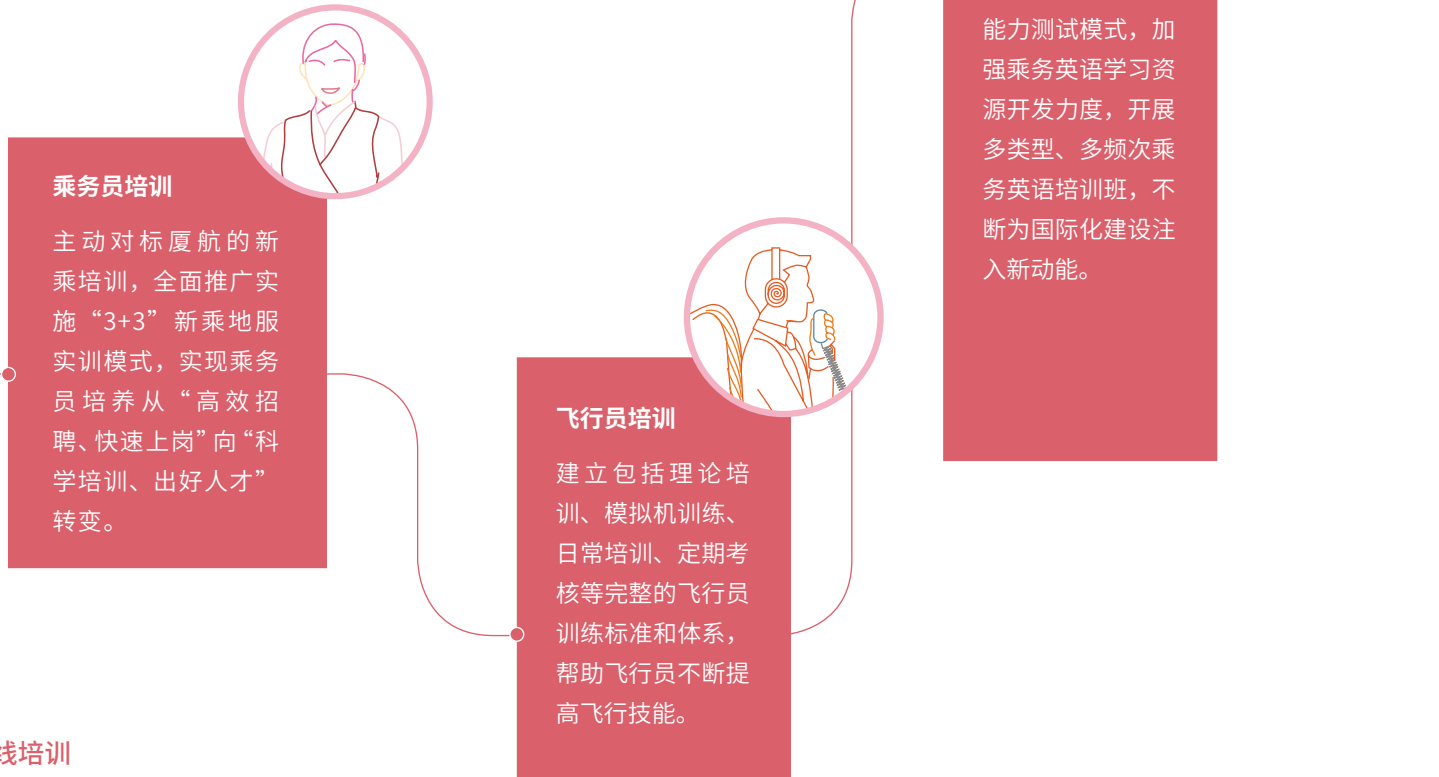 乘务员培训
主动对标厦航的新
乘培训，全面推广实
施“3+3”新乘地服
实训模式，实现乘务
员培养从“高效招
聘、快速上岗”向“科
学培训、出好人才”
转变。
飞行员培训
建立包括理论培
训、模拟机训练、
日常培训、定期考
核等完整的飞行员
训练标准和体系，
帮助飞行员不断提
高飞行技能。
能力测试模式，加
强乘务英语学习资
源开发力度，开展
多类型、多频次乘
务英语培训班，不
断为国际化建设注
入新动能。
线培训